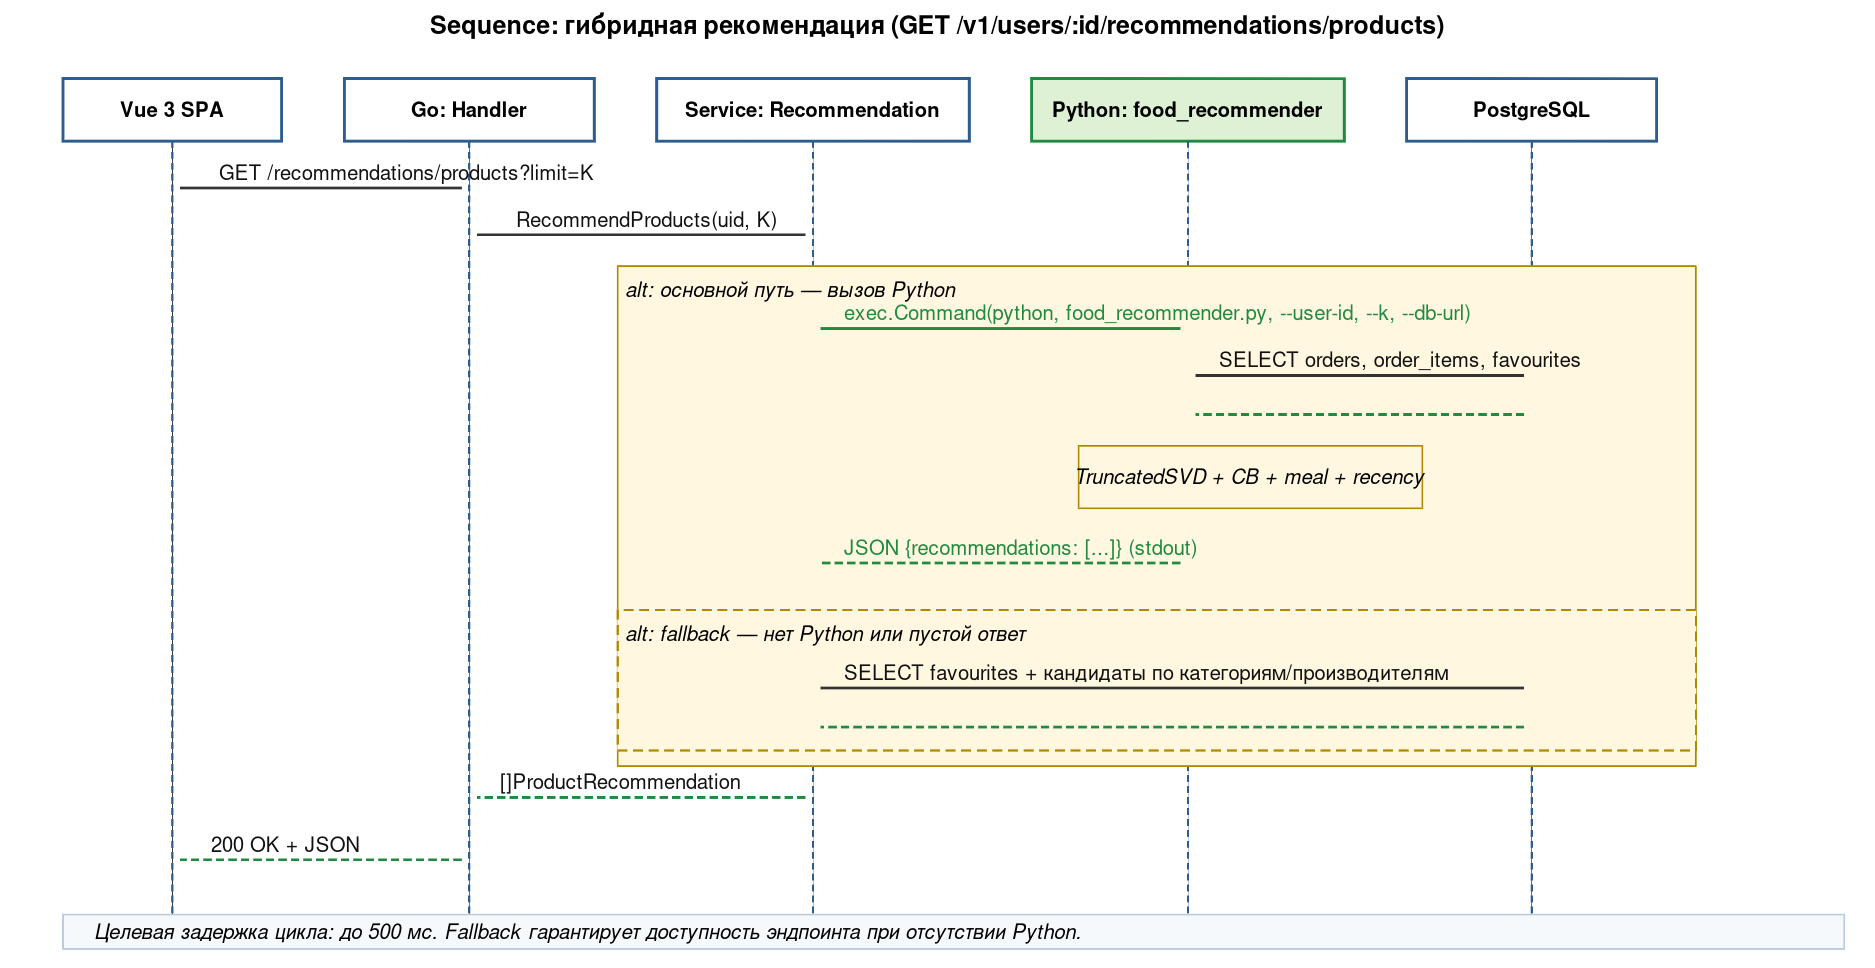 Sequence: гибридная рекомендация (GET /v1/users/:id/recommendations/products)
Vue 3 SPA
Go: Handler
Service: Recommendation
Python: food_recommender
PostgreSQL
GET /recommendations/products?limit=K
RecommendProducts(uid, K)
alt: основной путь — вызов Python
exec.Command(python, food_recommender.py, --user-id, --k, --db-url)
SELECT orders, order_items, favourites
TruncatedSVD + CB + meal + recency
JSON {recommendations: [...]} (stdout)
alt: fallback — нет Python или пустой ответ
SELECT favourites + кандидаты по категориям/производителям
[]ProductRecommendation
200 OK + JSON
Целевая задержка цикла: до 500 мс. Fallback гарантирует доступность эндпоинта при отсутствии Python.